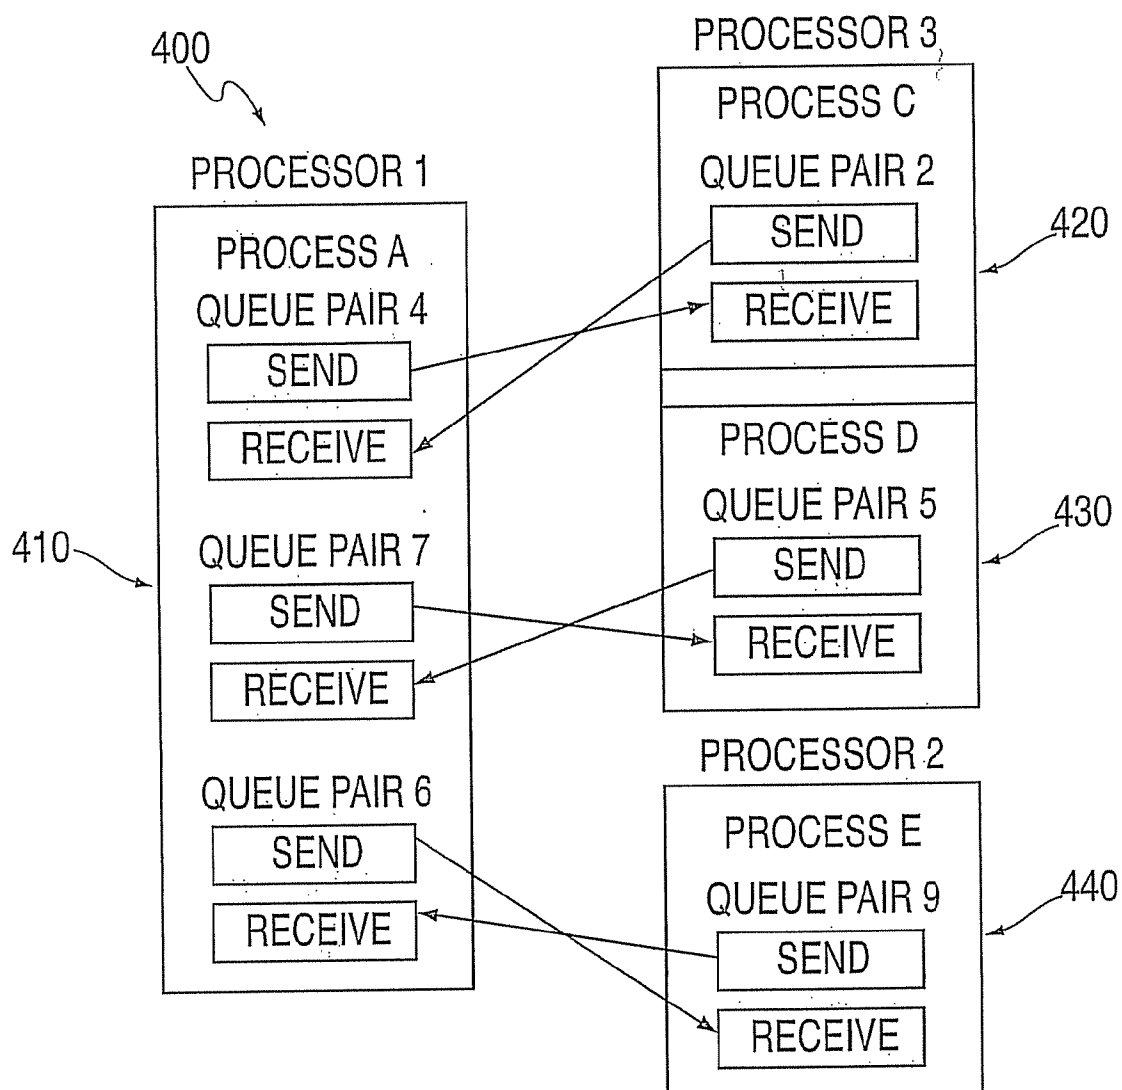 400
PROCESSOR 1
PROCESS A
QUEUE PAIR 4
SEND
RECEIVE
410
QUEUE PAIR 7
SEND
RECEIVE
QUEUE PAIR 6
SEND
RECEIVE
PROCESSOR 3
PROCESS C
QUEUE PAIR 2
SEND
420
RECEIVE
PROCESS D
QUEUE PAIR 5
430
SEND
RECEIVE
PROCESSOR 2
PROCESS E
440
QUEUE PAIR 9
SEND
RECEIVE